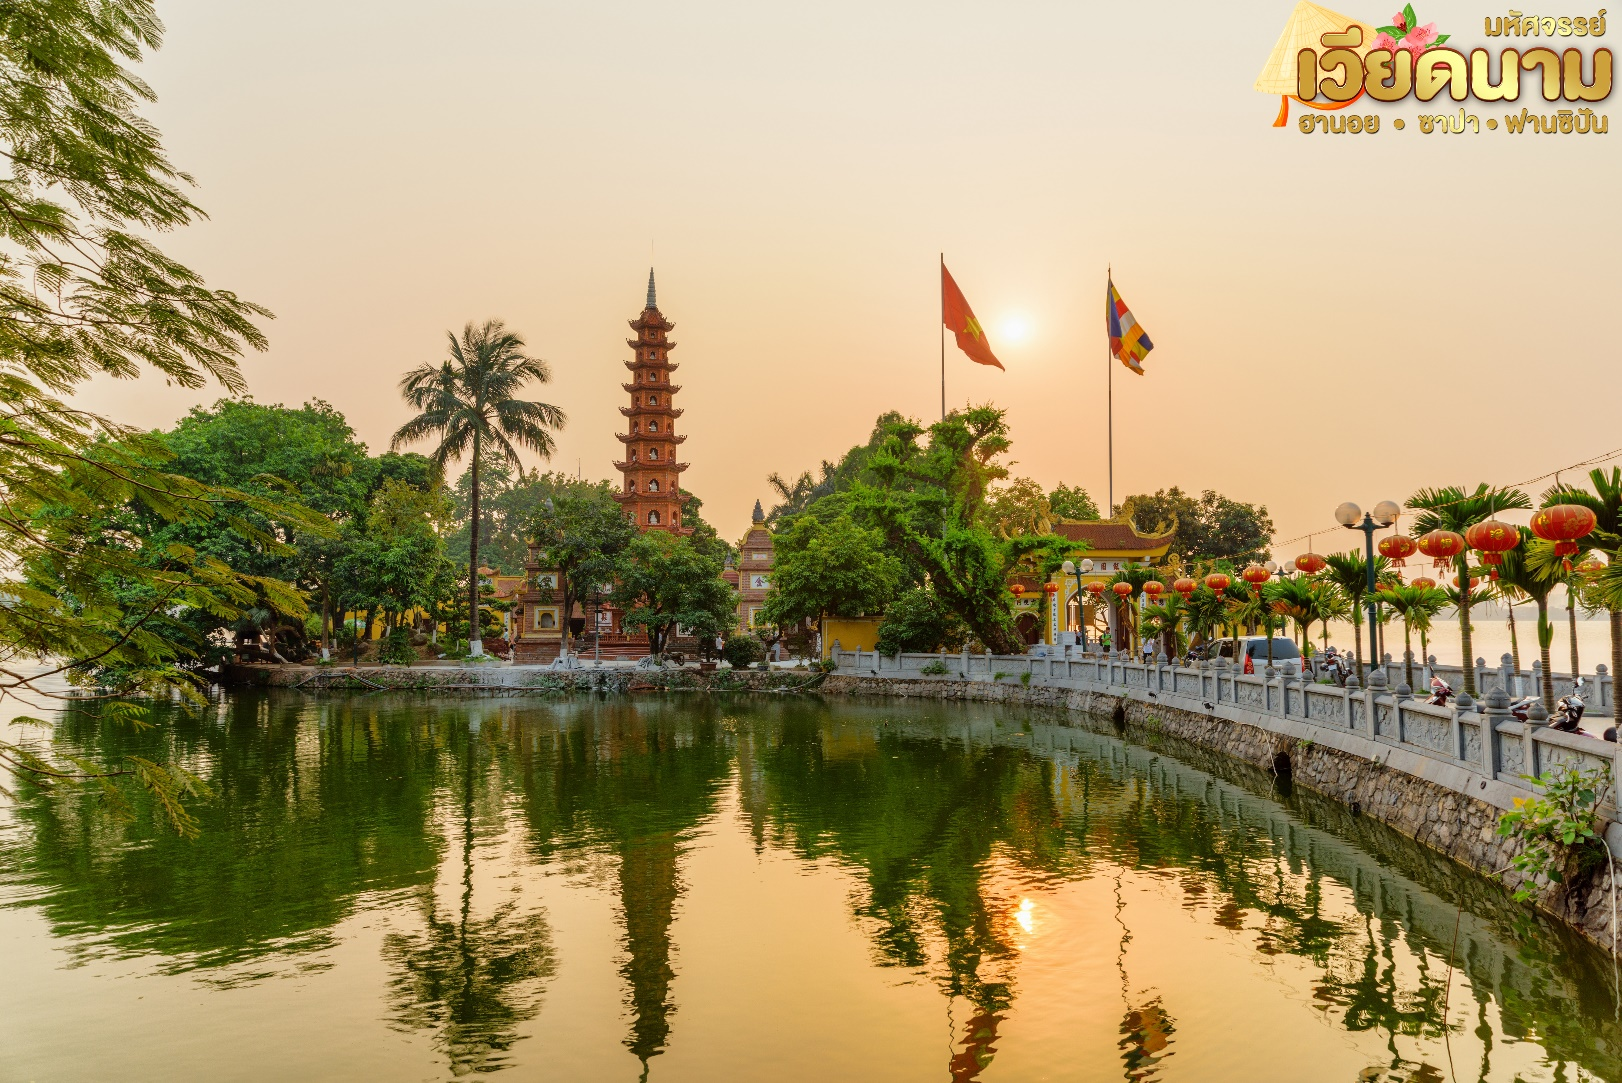 มหัศจรรย์
เวียดนาม
ฮานอย • ซาปา • ฟานซิปัน